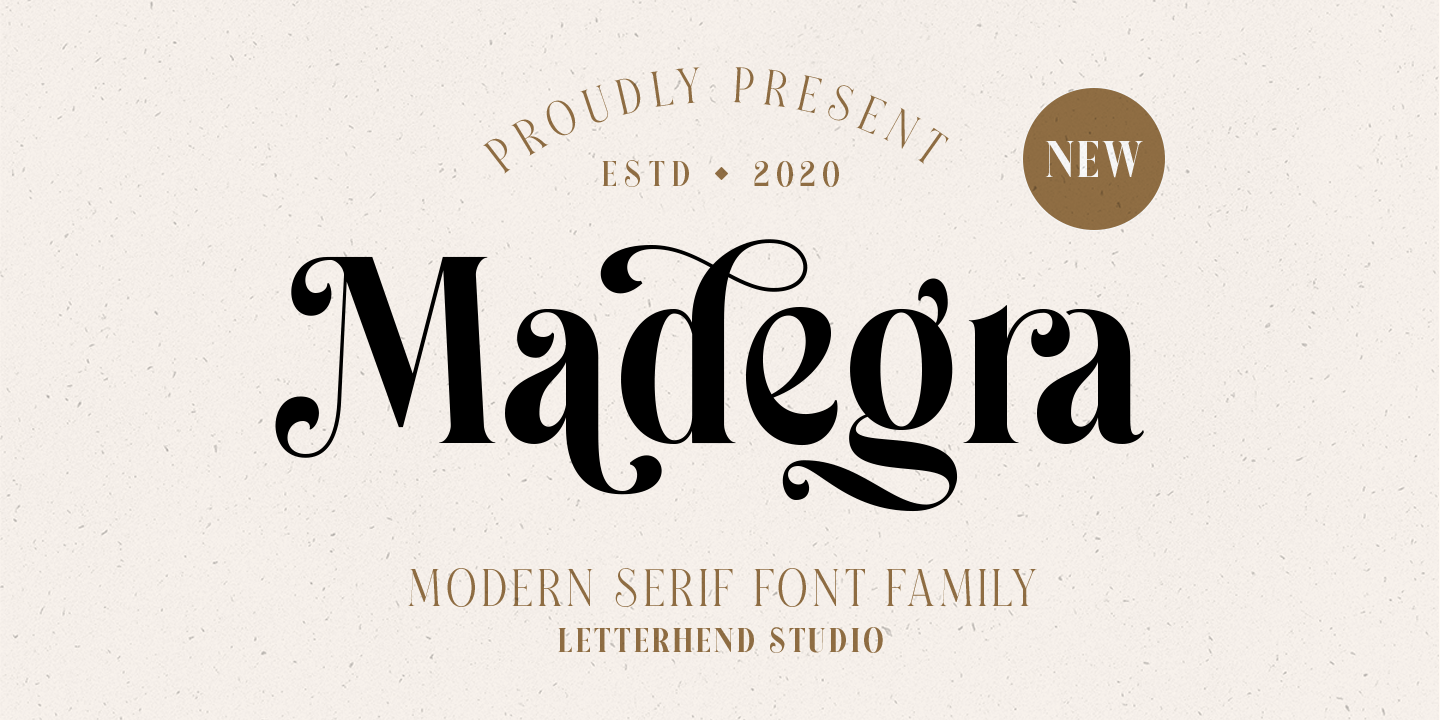 PROUDLY PRESENT
ESTD ◆ 2020
NEW
Madegra
MODERN SERIF FONT FAMILY
LETTERHEND STUDIO